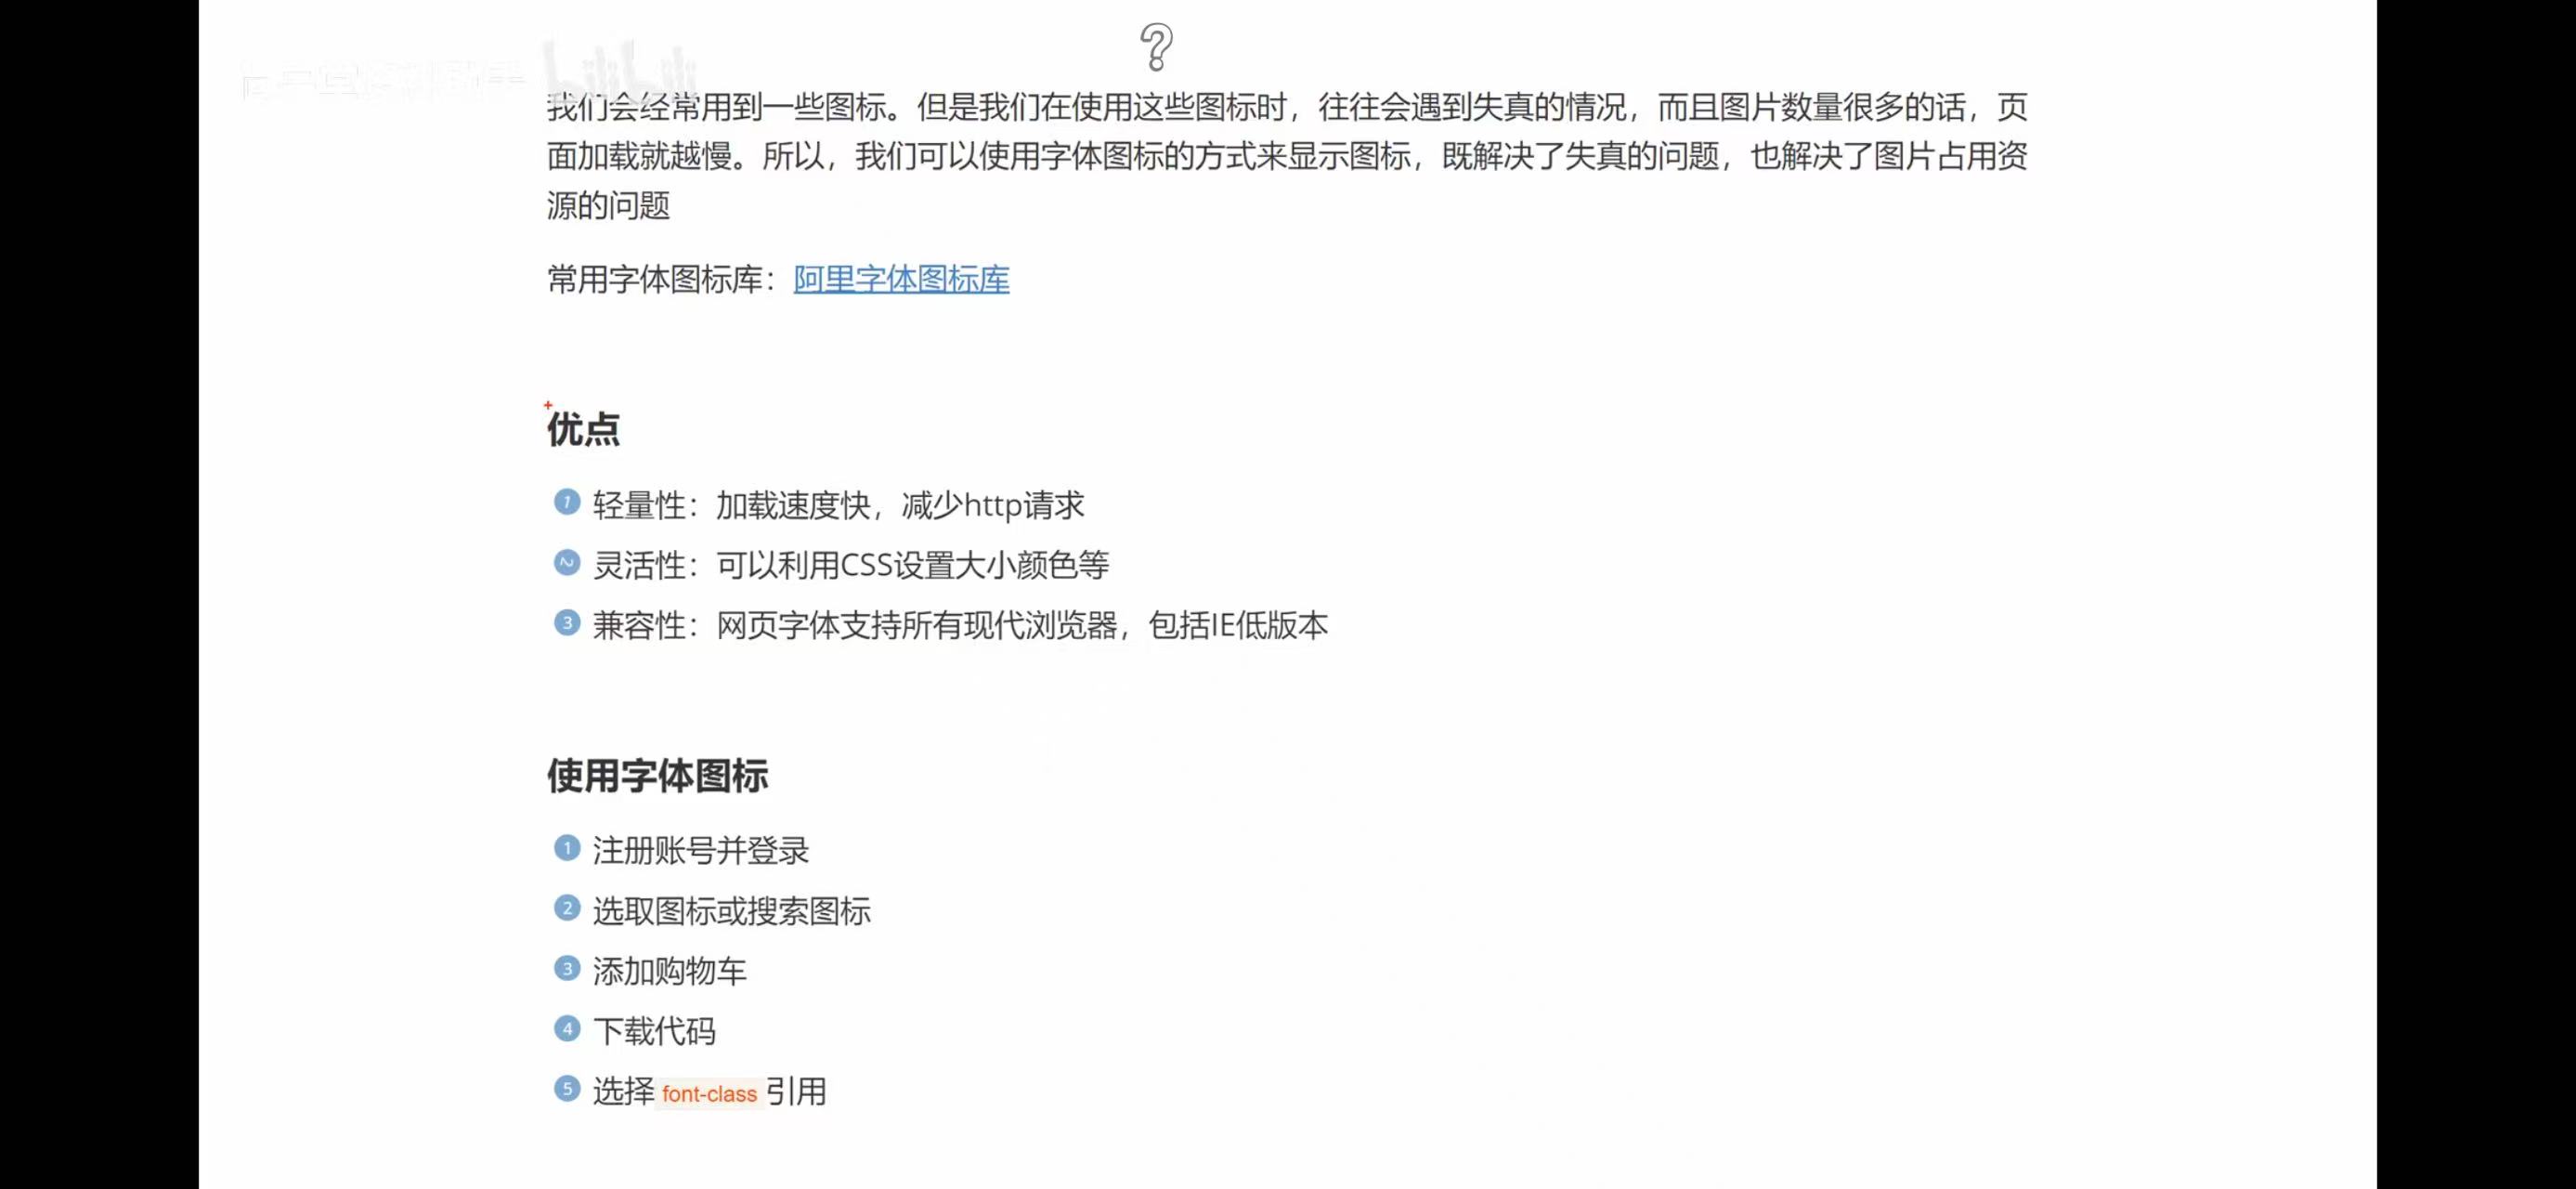 bilibili
我们会经常用到一些图标。但是我们在使用这些图标时，往往会遇到失真的情况，而且图片数量很多的话，页
面加载就越慢。所以，我们可以使用字体图标的方式来显示图标，既解决了失真的问题，也解决了图片占用资
源的问题
常用字体图标库：阿里字体图标库
优点
1 轻量性：加载速度快，减少http请求
2 灵活性：可以利用CSS设置大小颜色等
3 兼容性：网页字体支持所有现代浏览器，包括IE低版本
使用字体图标
1 注册账号并登录
2 选取图标或搜索图标
3 添加购物车
4 下载代码
5 选择 font-class 引用